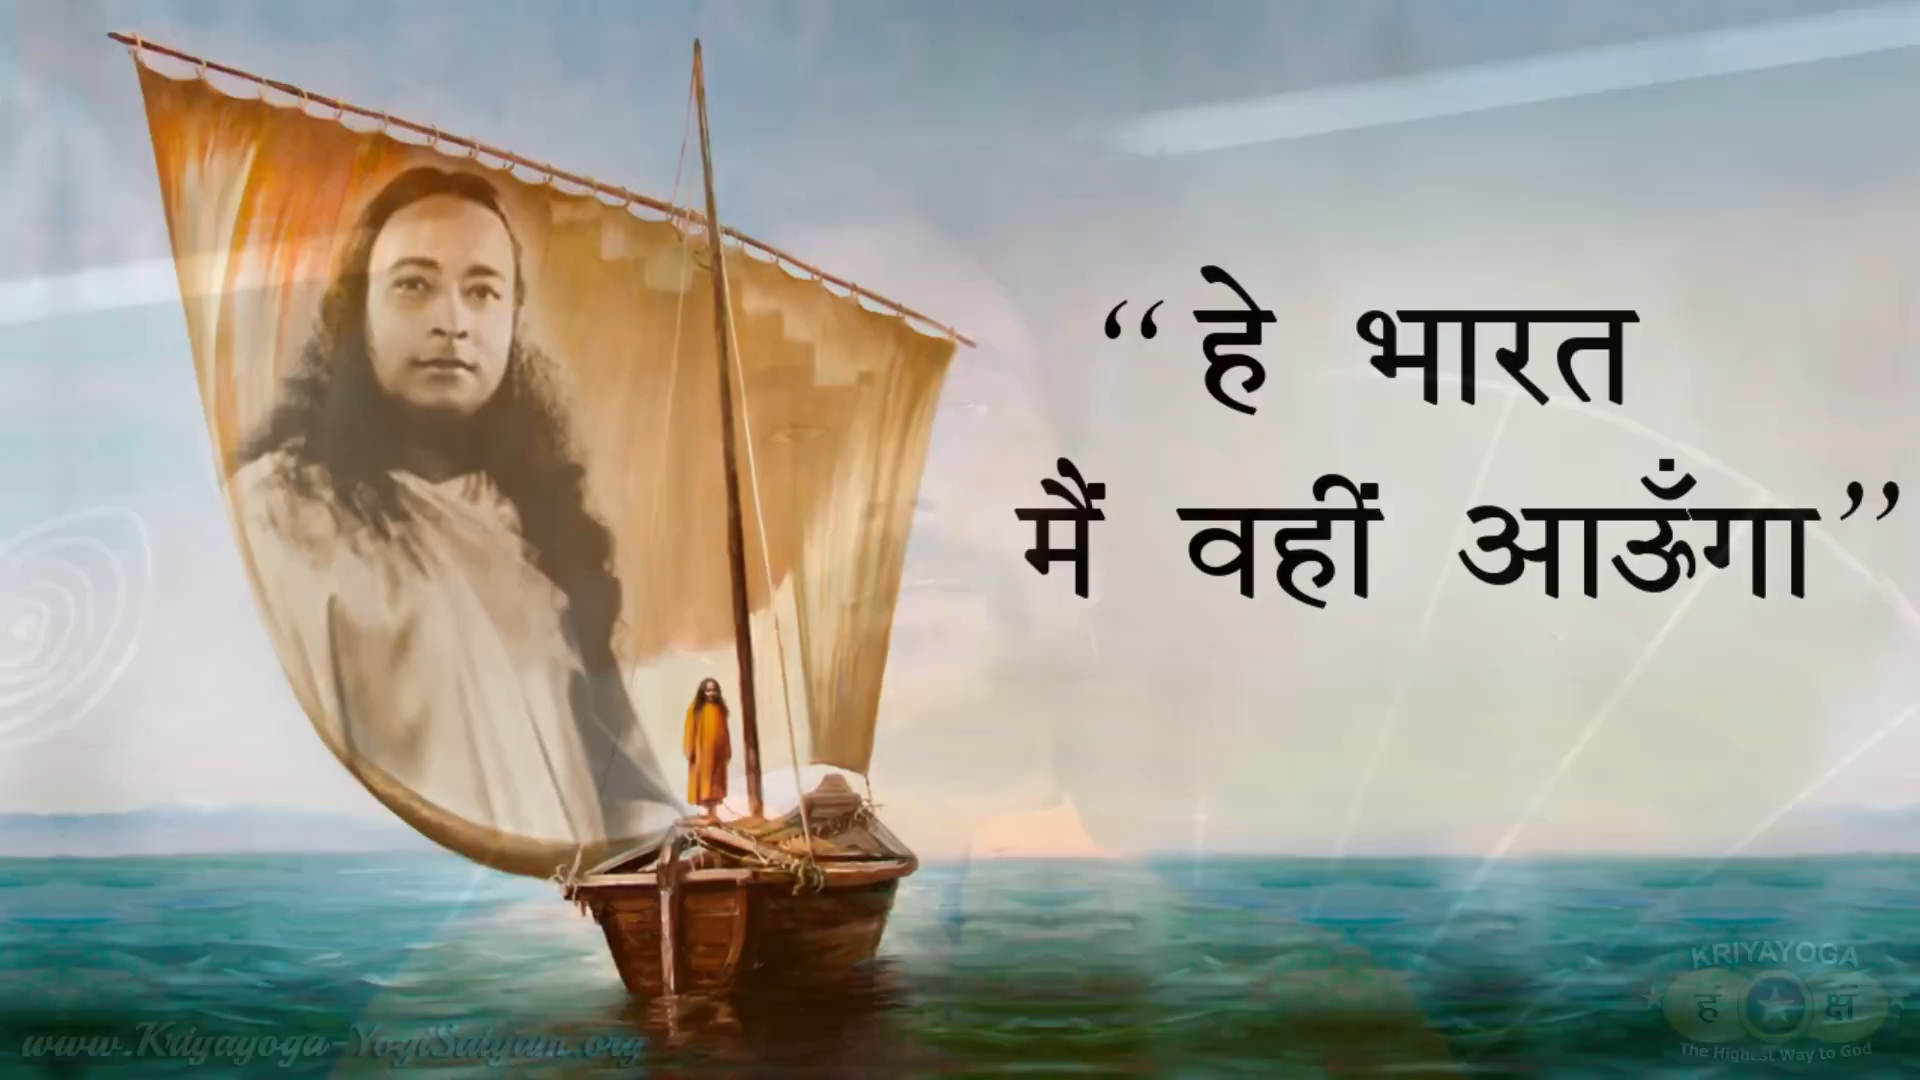 “ हे भारत
मैं वहीं आऊँगा ”
www.Kriyayoga-YogiSatyam.org
KRIYAYOGA
हं क्षं
The Highest Way to God